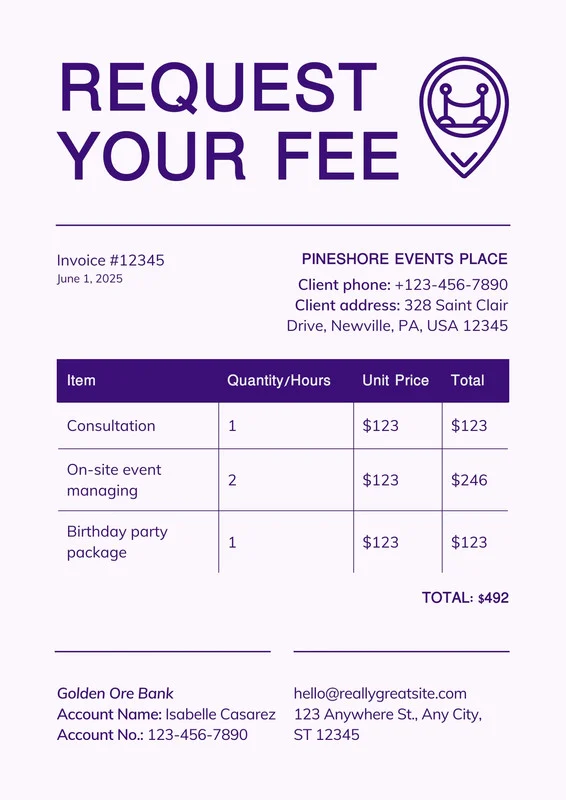 REQUEST
YOUR FEE
Invoice #12345
June 1, 2025
PINESHORE EVENTS PLACE
Client phone: +123-456-7890
Client address: 328 Saint Clair
Drive, Newville, PA, USA 12345
Item Quantity/Hours Unit Price Total
Consultation 1 $123 $123
On-site event
managing 2 $123 $246
Birthday party
package 1 $123 $123
TOTAL: $492
Golden Ore Bank
Account Name: Isabelle Casarez
Account No.: 123-456-7890
hello@reallygreatsite.com
123 Anywhere St., Any City,
ST 12345